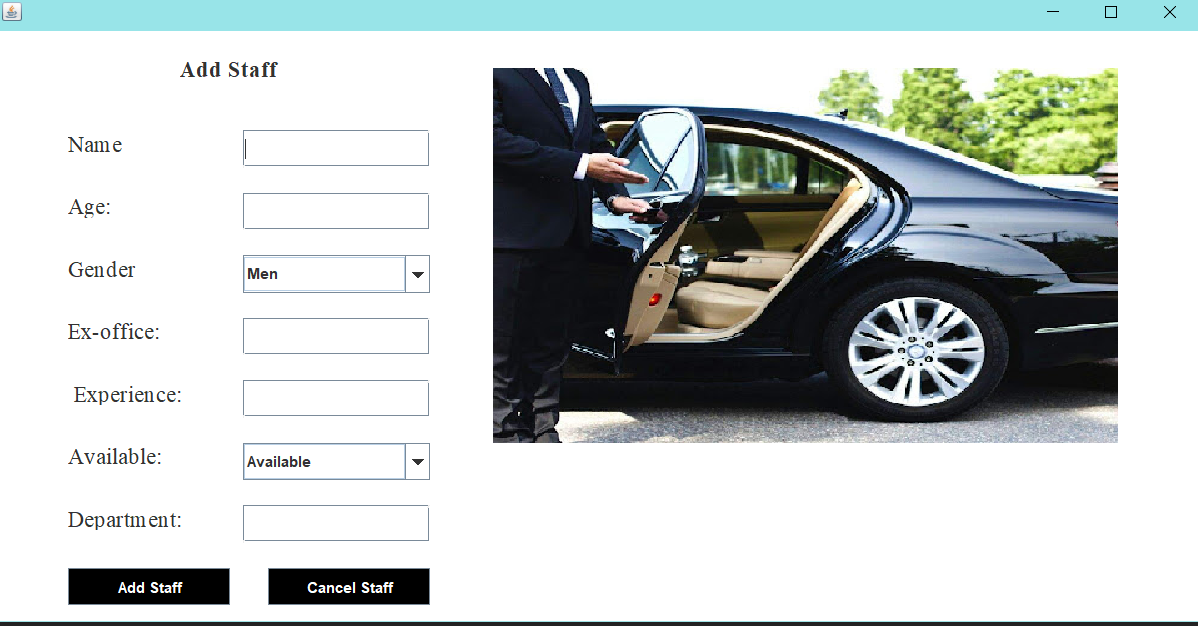 Add Staff
Name
Age:
Gender
Men
Ex-office:
Experience:
Available:
Available
Department:
Add Staff
Cancel Staff